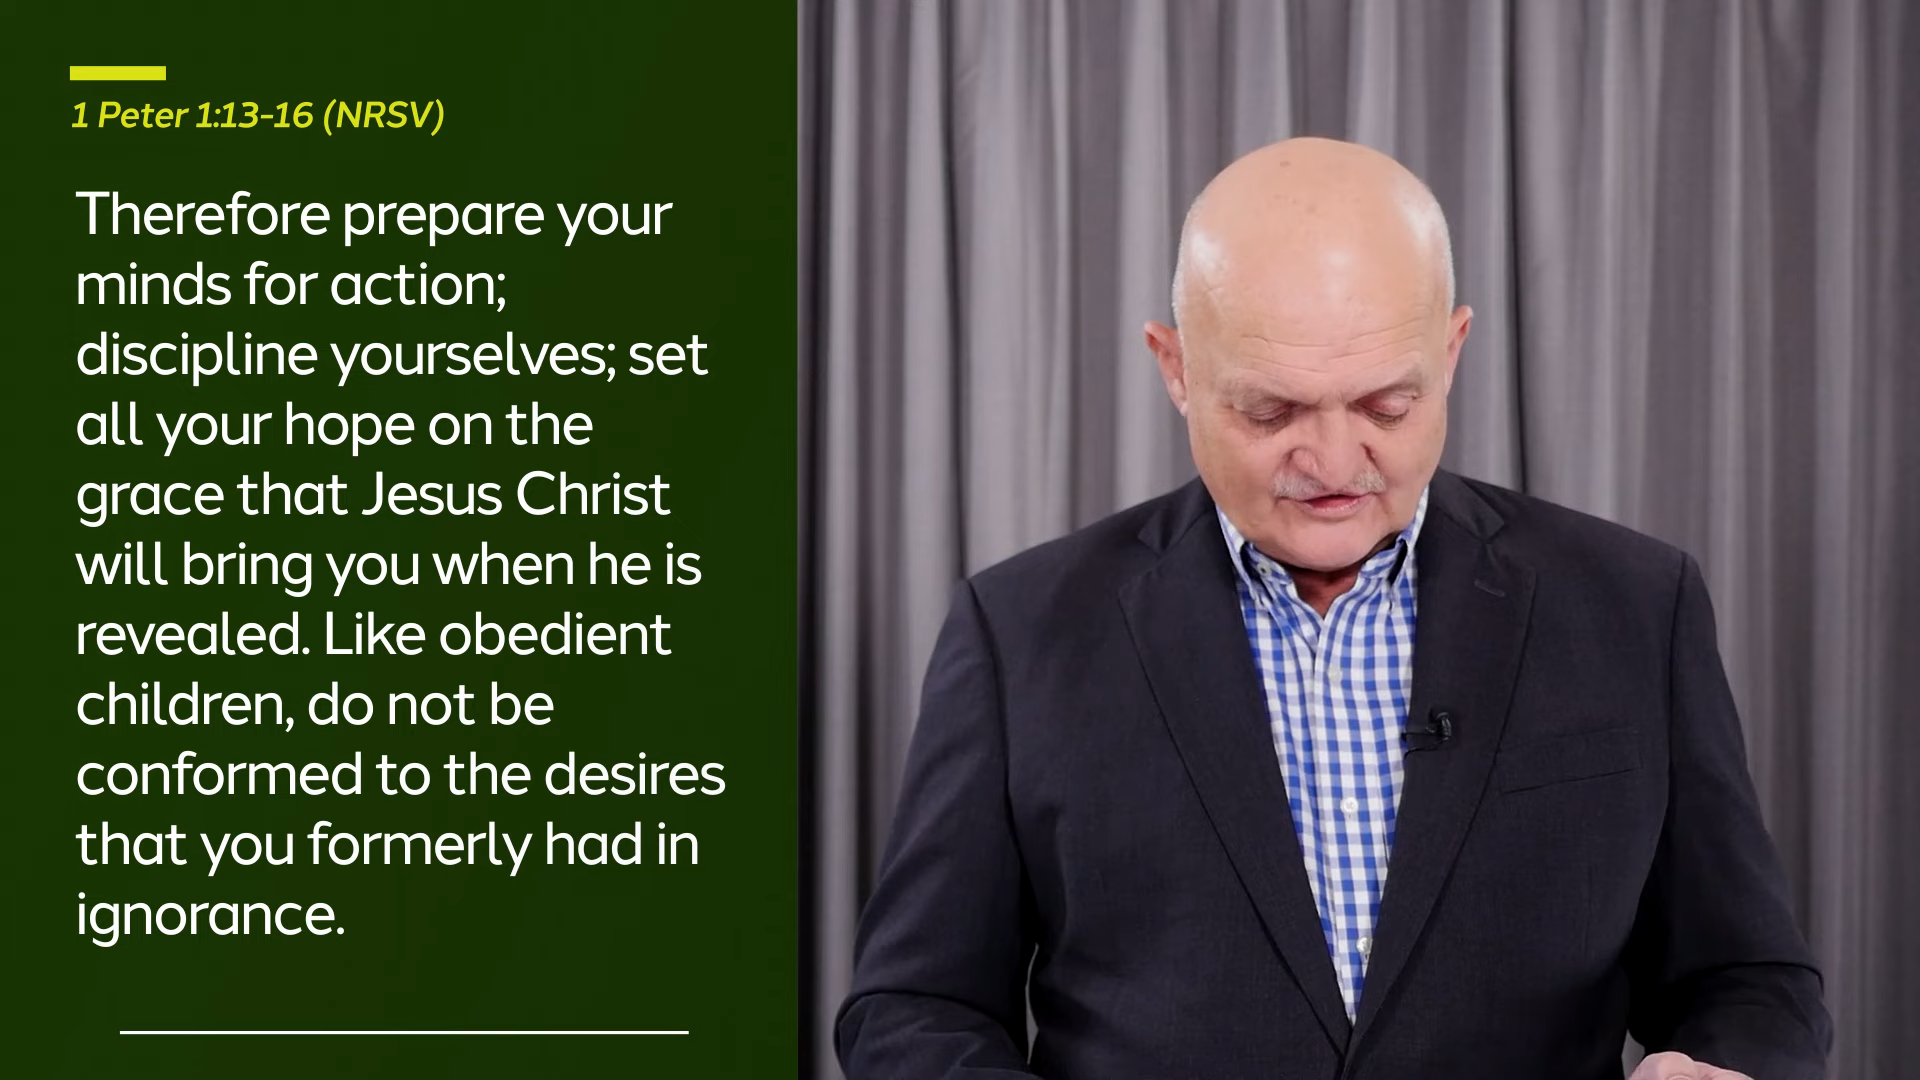 1 Peter 1:13-16 (NRSV)
Therefore prepare your
minds for action;
discipline yourselves; set
all your hope on the
grace that Jesus Christ
will bring you when he is
revealed. Like obedient
children, do not be
conformed to the desires
that you formerly had in
ignorance.